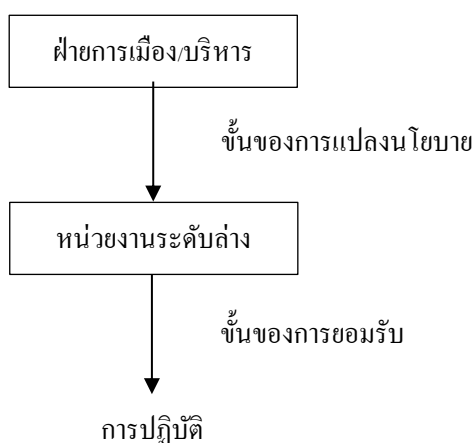 ฝ่ายการเมือง/บริหาร
ขั้นของการแปลงนโยบาย
หน่วยงานระดับล่าง
ขั้นของการยอมรับ
การปฏิบัติ